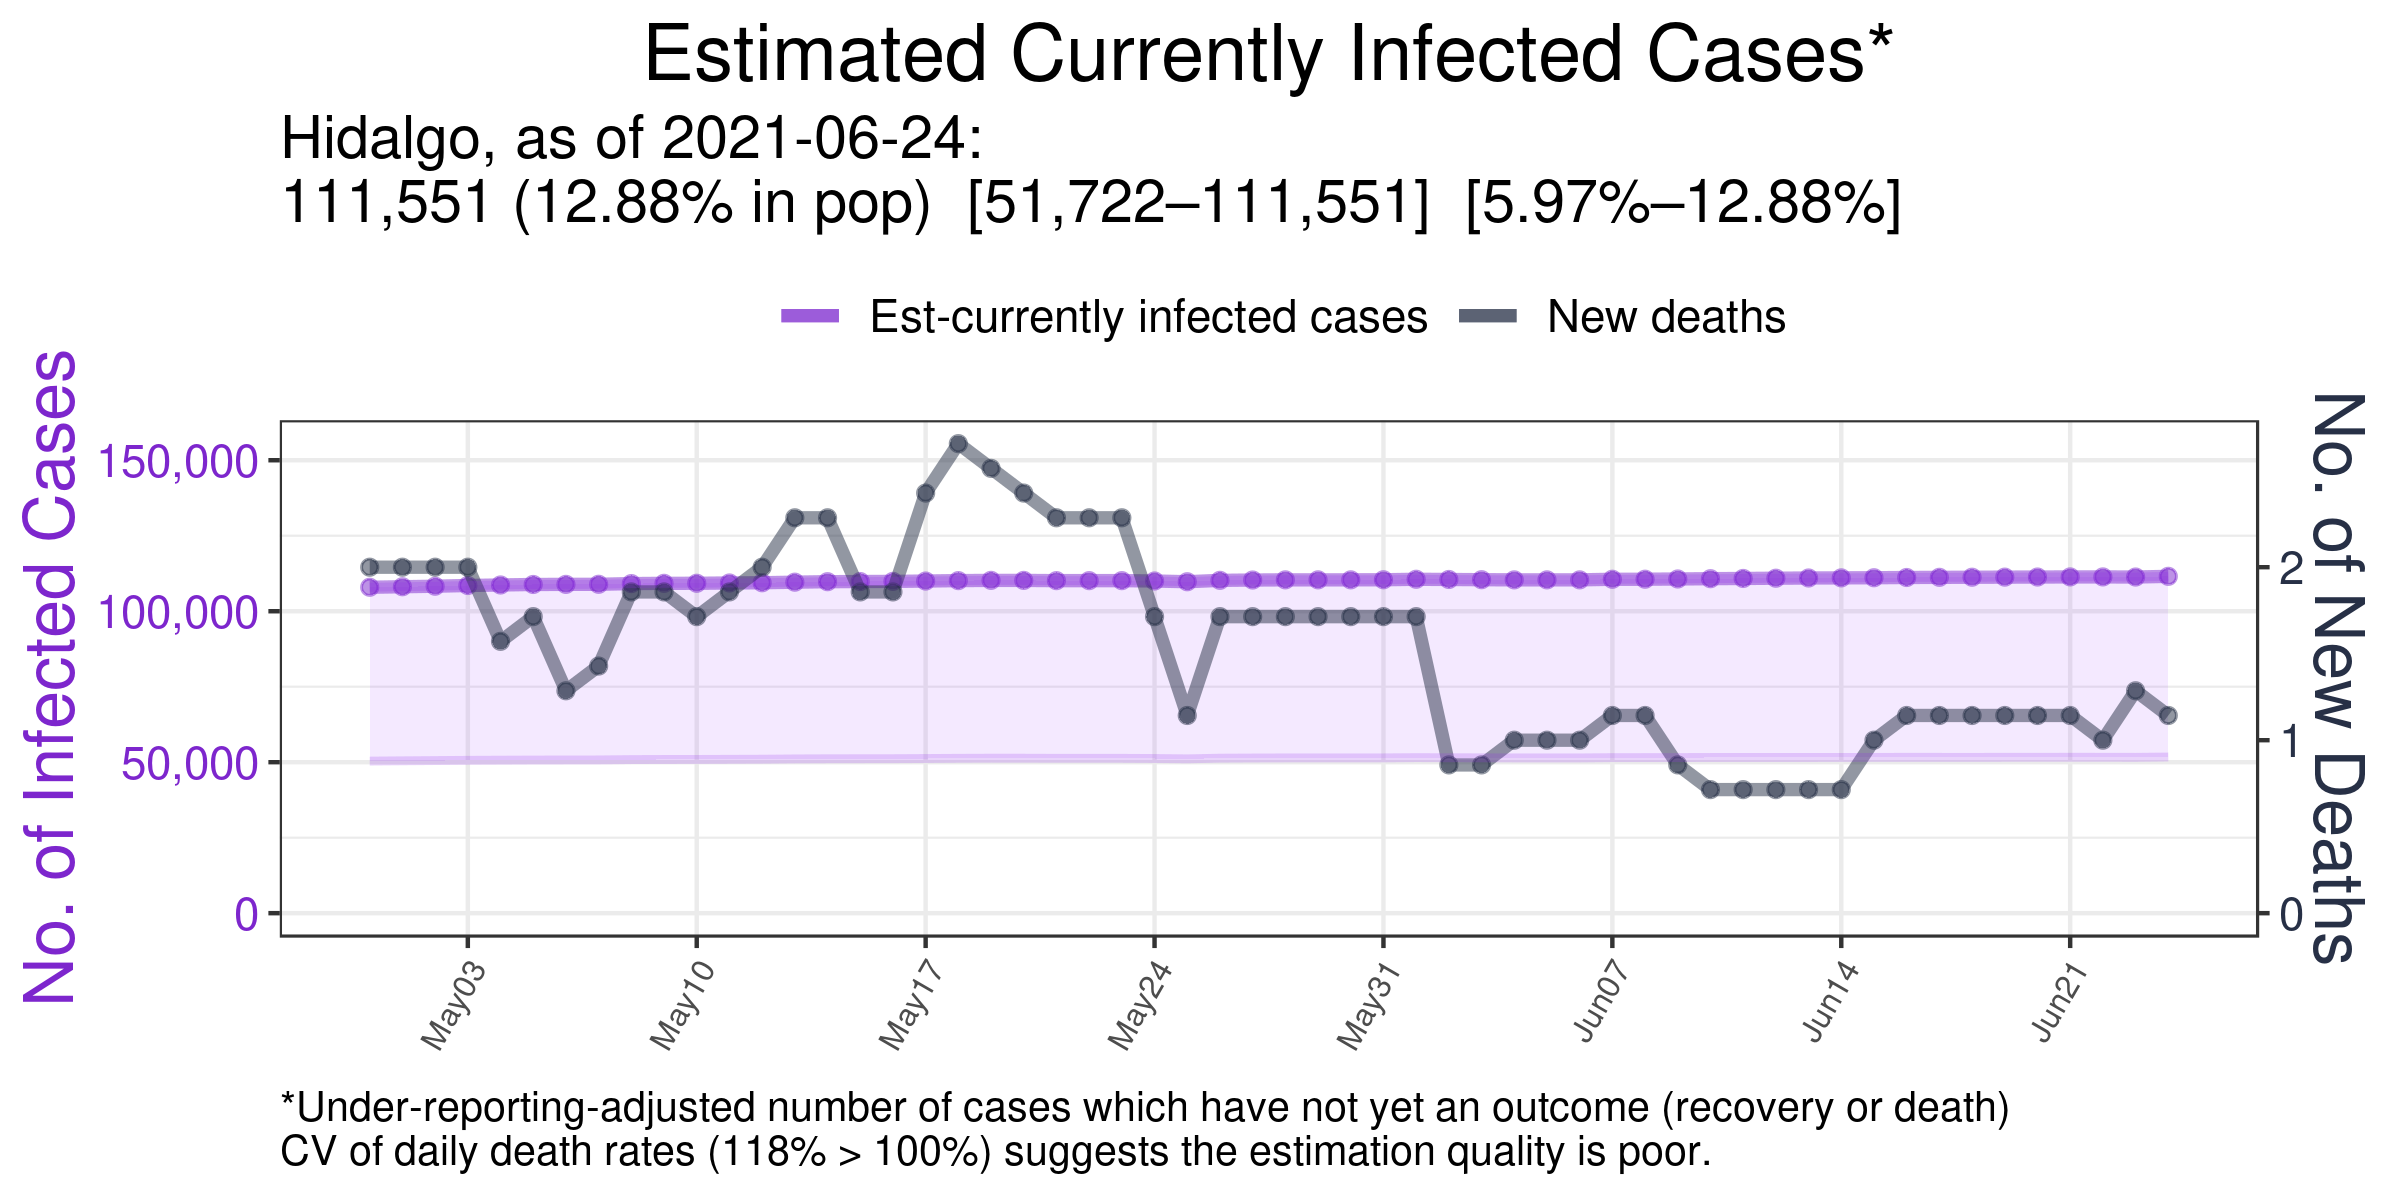 Estimated Currently Infected Cases*
Hidalgo, as of 2021-06-24:
111,551 (12.88% in pop)  [51,722–111,551]  [5.97%–12.88%]
Est-currently infected cases
New deaths
No. of Infected Cases
150,000
100,000
50,000
0
No. of New Deaths
2
1
0
May03
May10
May17
May24
May31
Jun07
Jun14
Jun21
*Under-reporting-adjusted number of cases which have not yet an outcome (recovery or death)
CV of daily death rates (118% > 100%) suggests the estimation quality is poor.